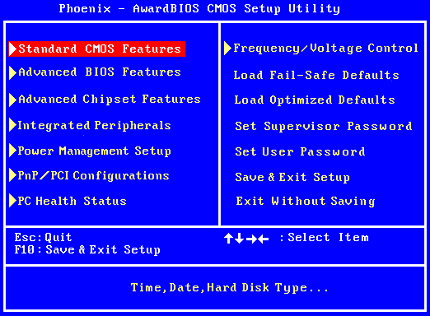 Phoenix - AwardBIOS CMOS Setup Utility
Standard CMOS Features
Advanced BIOS Features
Advanced Chipset Features
Integrated Peripherals
Power Management Setup
PnP/PCI Configurations
PC Health Status
Frequency/Voltage Control
Load Fail-Safe Defaults
Load Optimized Defaults
Set Supervisor Password
Set User Password
Save & Exit Setup
Exit Without Saving
Esc:Quit
F10:Save & Exit Setup
↑↓→← :Select Item
Time,Date,Hard Disk Type...